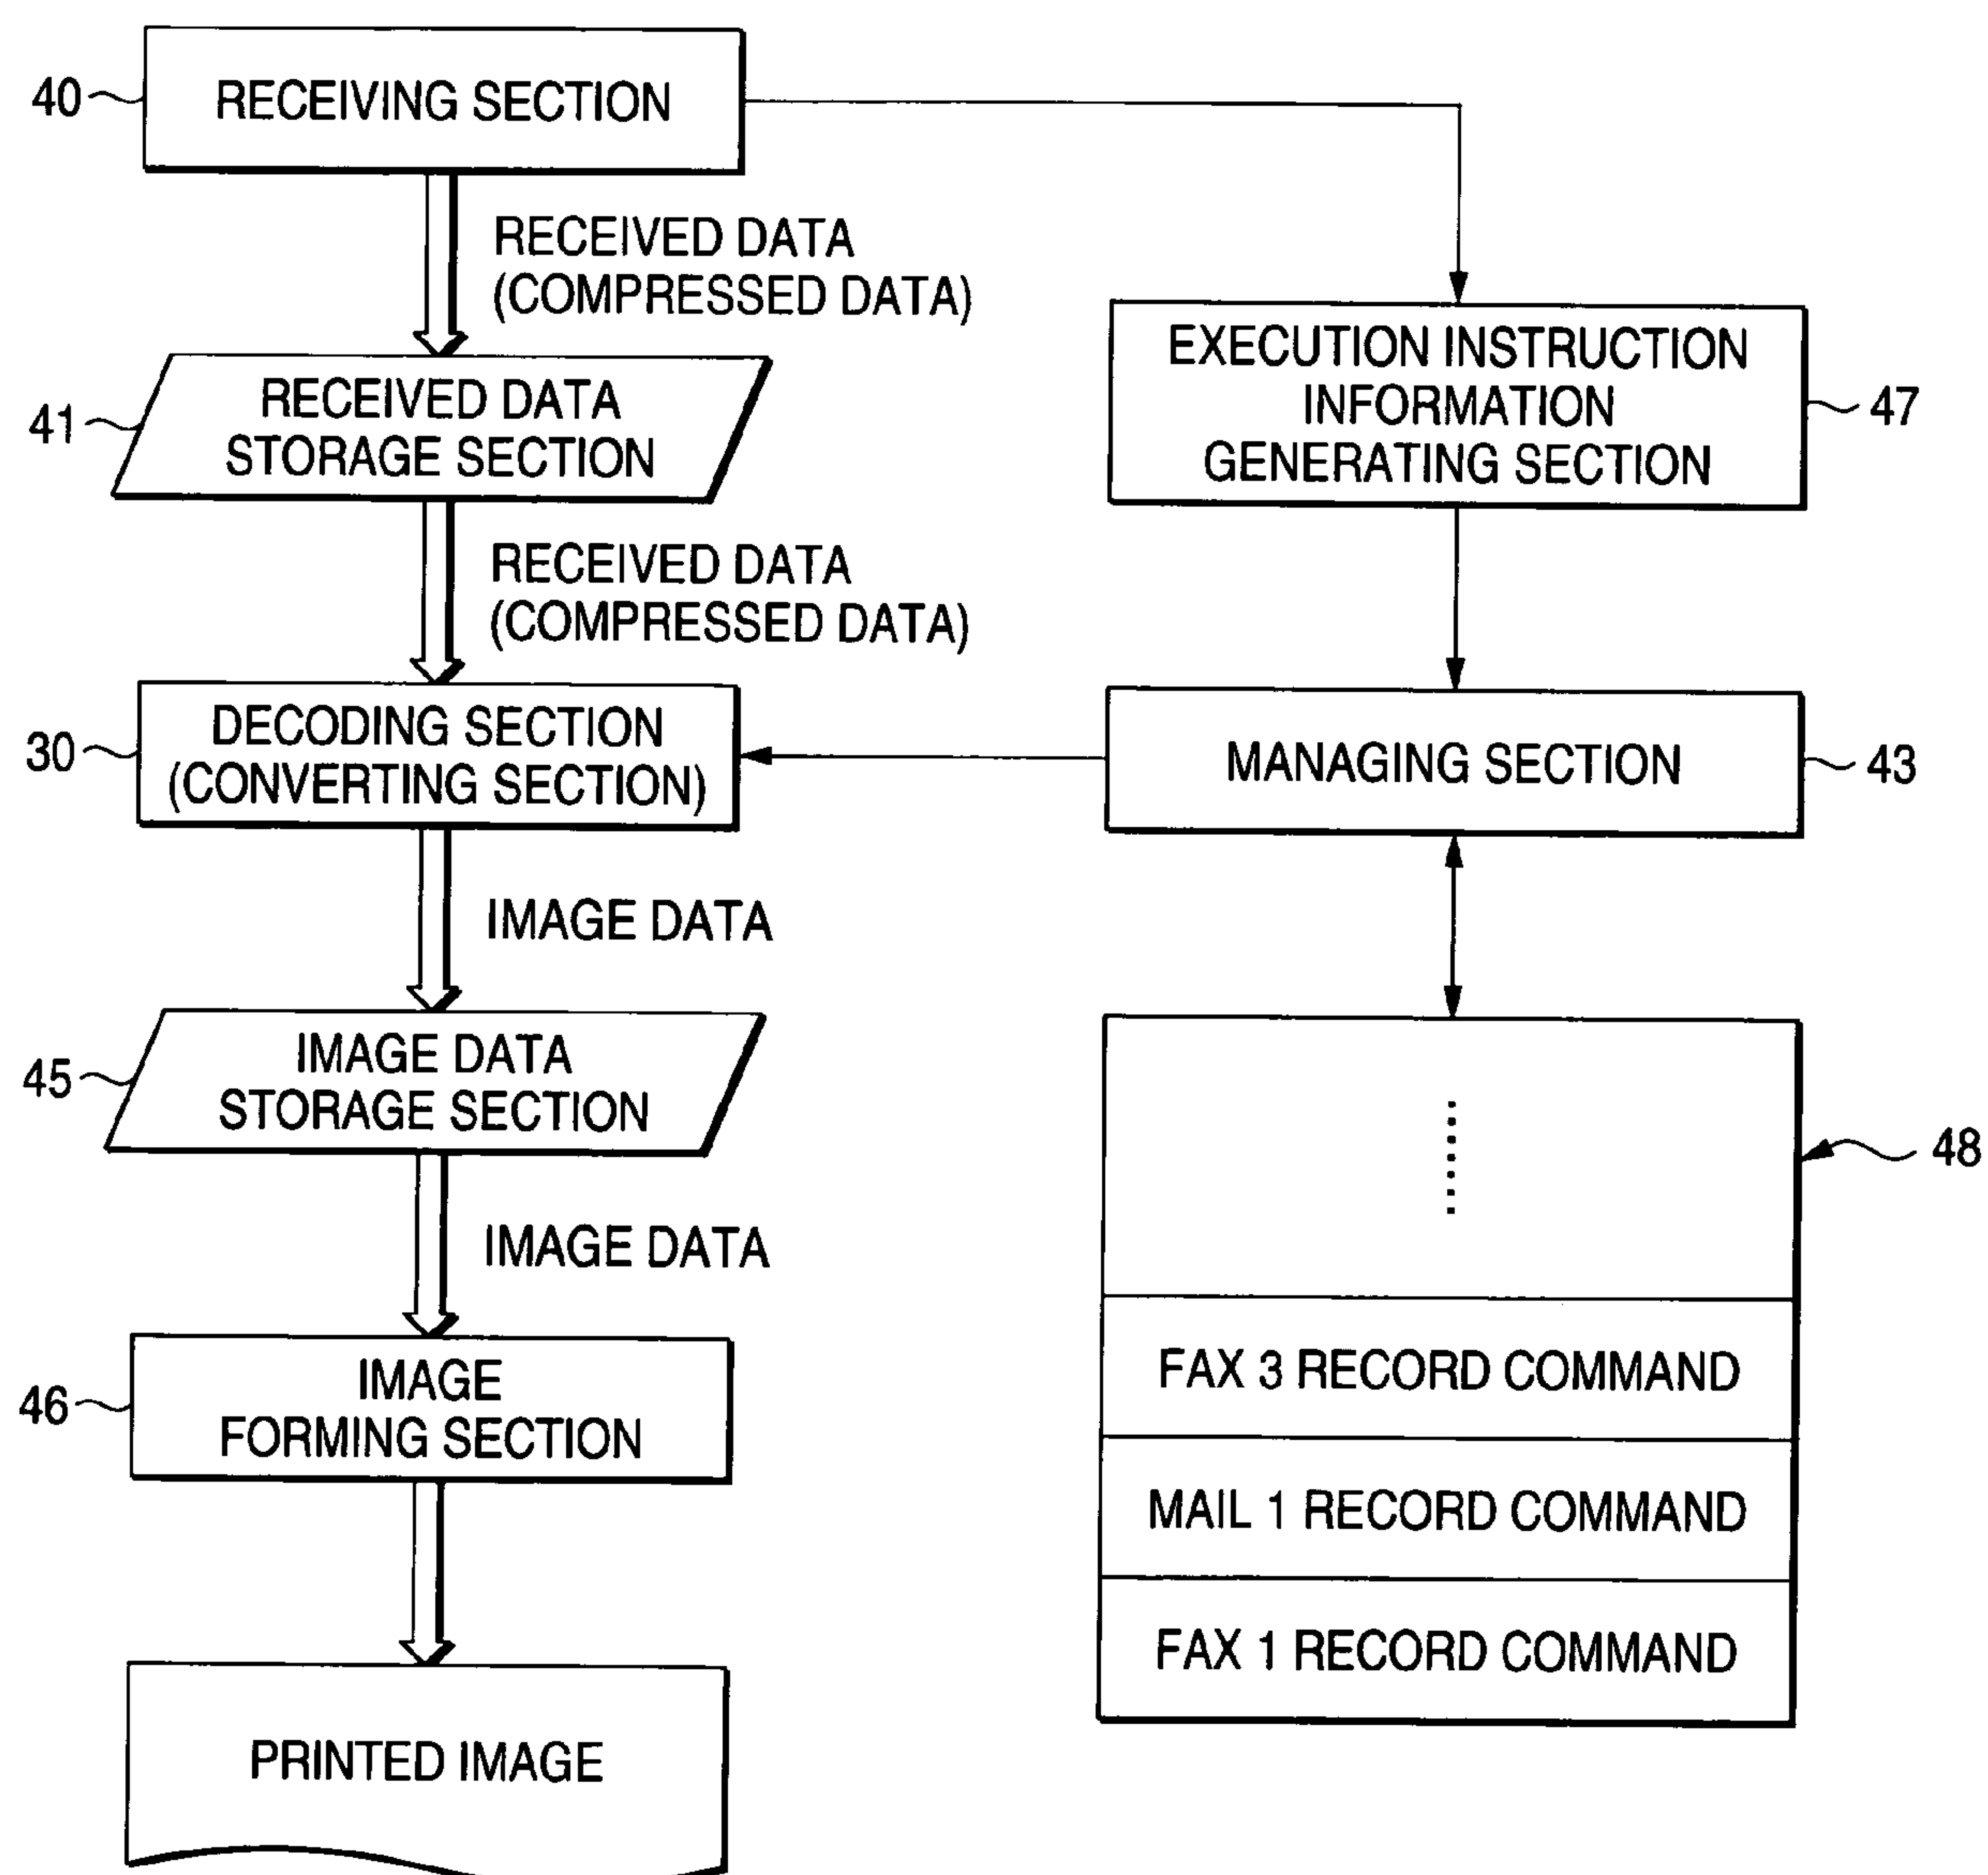 40
RECEIVING SECTION
RECEIVED DATA
(COMPRESSED DATA)
41
RECEIVED DATA
STORAGE SECTION
RECEIVED DATA
(COMPRESSED DATA)
30
DECODING SECTION
(CONVERTING SECTION)
IMAGE DATA
45
IMAGE DATA
STORAGE SECTION
IMAGE DATA
46
IMAGE
FORMING SECTION
PRINTED IMAGE
EXECUTION INSTRUCTION
INFORMATION
GENERATING SECTION
47
MANAGING SECTION
43
48
FAX 3 RECORD COMMAND
MAIL 1 RECORD COMMAND
FAX 1 RECORD COMMAND